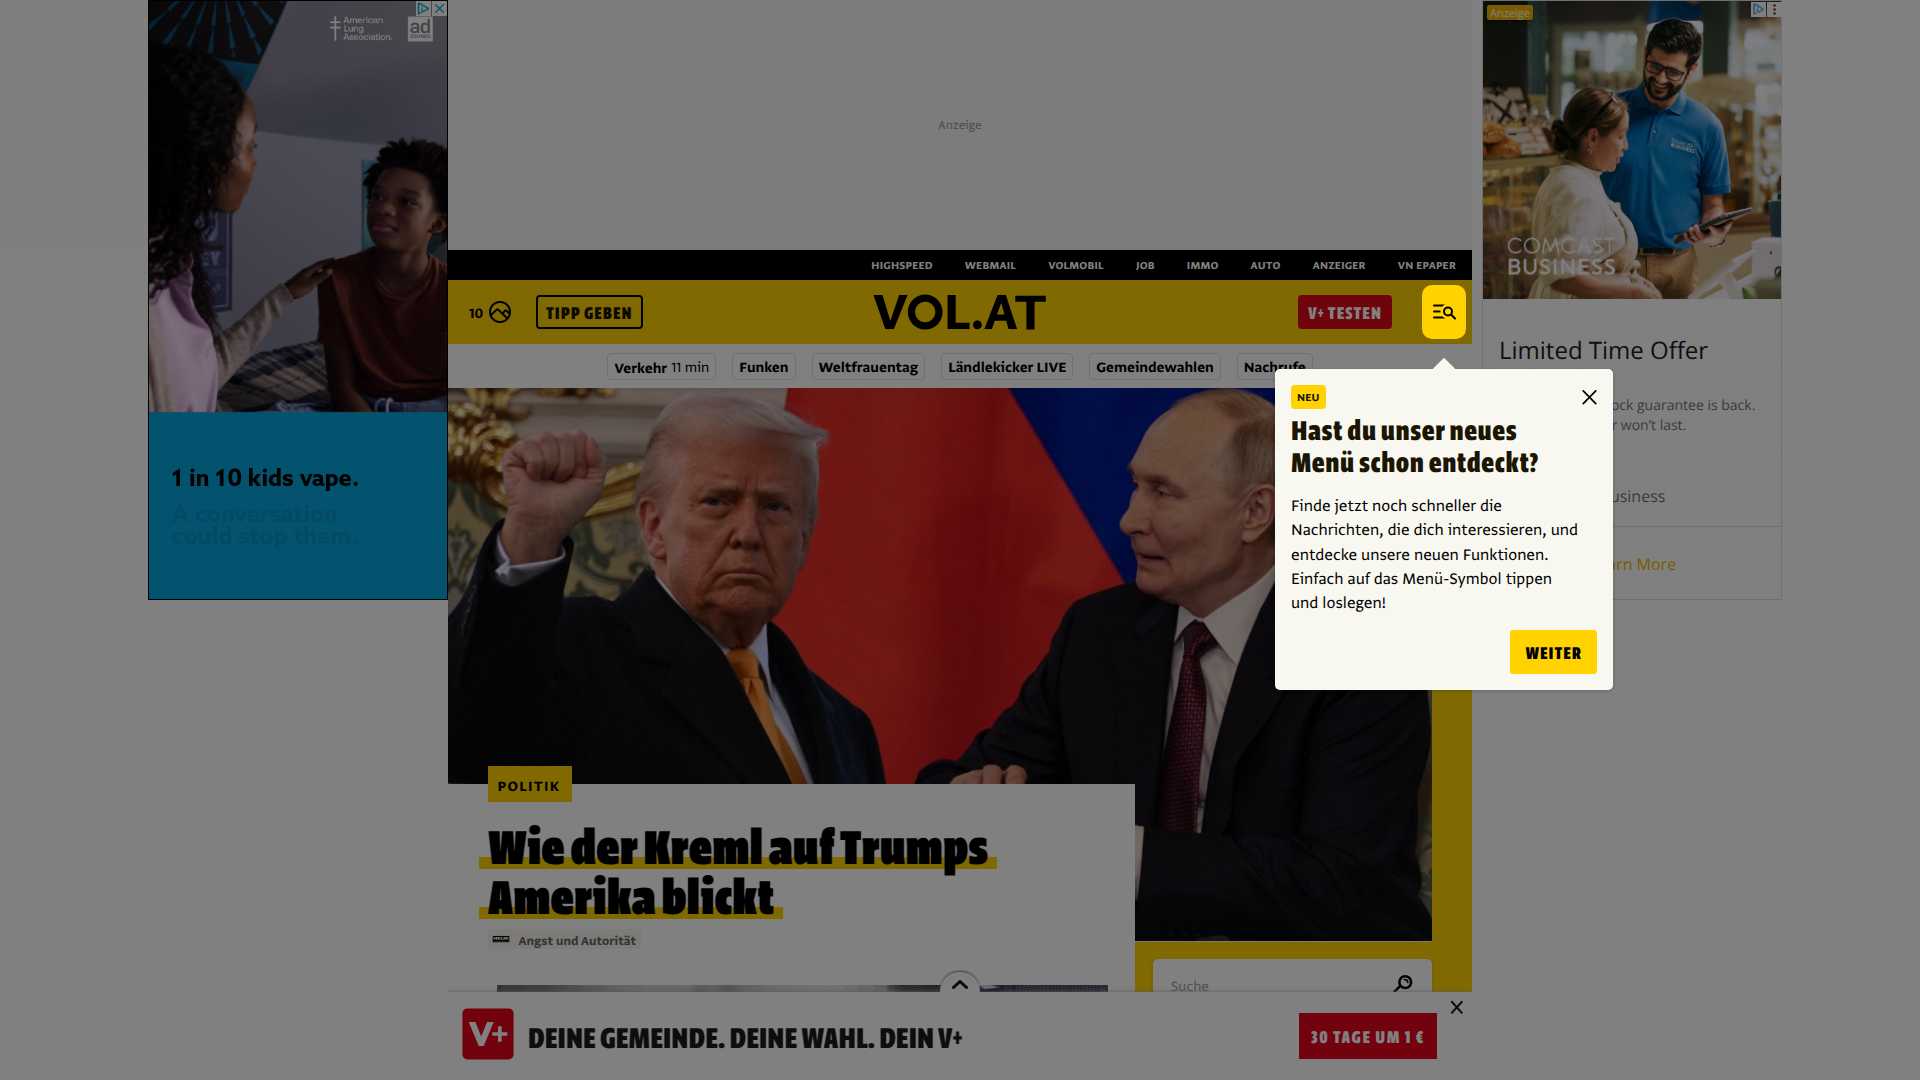 American
Lung
Association.
ad
Anzeige
Anzeige
COMCAST
BUSINESS
HIGHSPEED
WEBMAIL
VOLMOBIL
JOB
IMMO
AUTO
ANZEIGER
VN EPAPER
10
TIPP GEBEN
VOL.AT
V+ TESTEN
Verkehr 11 min
Funken
Weltfrauentag
Ländlekicker LIVE
Gemeindewahlen
Nachrufe
Limited Time Offer
ock guarantee is back.
r won't last.
usiness
rn More
NEU
Hast du unser neues
Menü schon entdeckt?
Finde jetzt noch schneller die
Nachrichten, die dich interessieren, und
entdecke unsere neuen Funktionen.
Einfach auf das Menü-Symbol tippen
und loslegen!
WEITER
1 in 10 kids vape.
A conversation
could stop them.
POLITIK
Wie der Kreml auf Trumps
Amerika blickt
Angst und Autorität
Suche
V+
DEINE GEMEINDE. DEINE WAHL. DEIN V+
30 TAGE UM 1 €